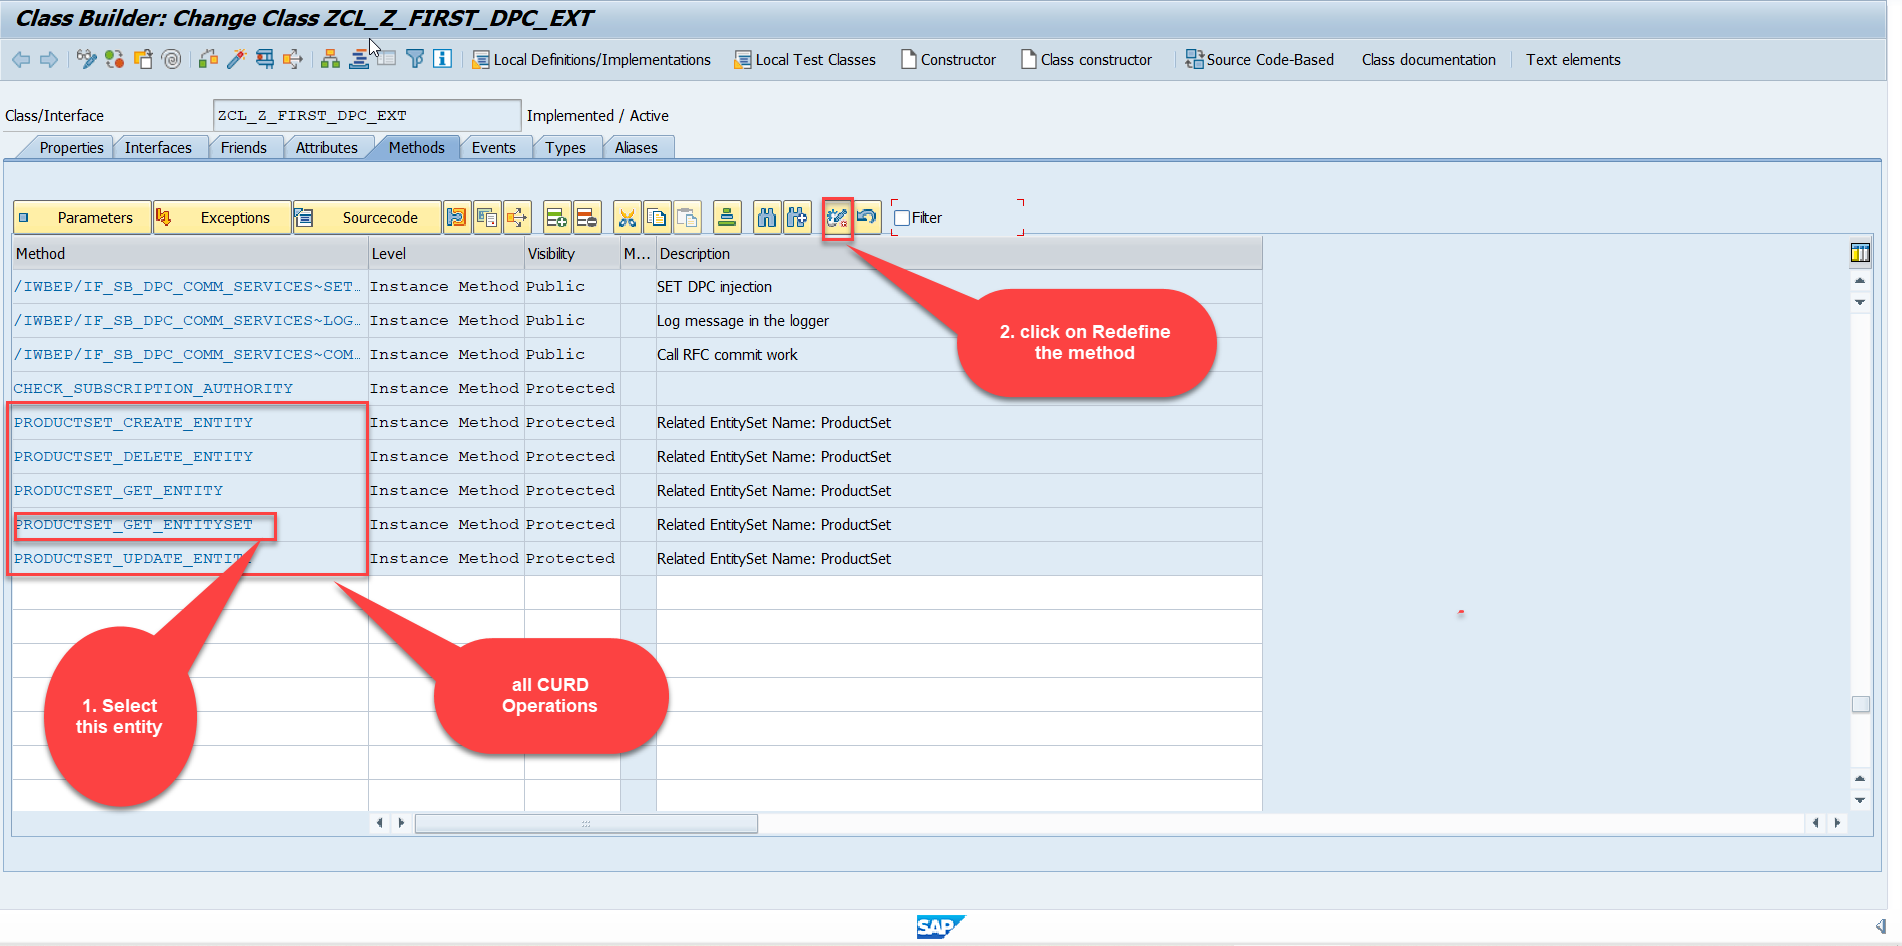 Class Builder: Change Class ZCL_Z_FIRST_DPC_EXT
Local Definitions/Implementations Local Test Classes Constructor Class constructor Source Code-Based Class documentation Text elements
Class/Interface ZCL_Z_FIRST_DPC_EXT Implemented / Active
Properties Interfaces Friends Attributes Methods Events Types Aliases
Parameters Exceptions Sourcecode Filter
Method Level Visibility M... Description
/IWBEP/IF_SB_DPC_COMM_SERVICES~SET… Instance Method Public SET DPC injection
/IWBEP/IF_SB_DPC_COMM_SERVICES~LOG… Instance Method Public Log message in the logger
/IWBEP/IF_SB_DPC_COMM_SERVICES~COM… Instance Method Public Call RFC commit work
CHECK_SUBSCRIPTION_AUTHORITY Instance Method Protected
PRODUCTSET_CREATE_ENTITY Instance Method Protected Related EntitySet Name: ProductSet
PRODUCTSET_DELETE_ENTITY Instance Method Protected Related EntitySet Name: ProductSet
PRODUCTSET_GET_ENTITY Instance Method Protected Related EntitySet Name: ProductSet
PRODUCTSET_GET_ENTITYSET Instance Method Protected Related EntitySet Name: ProductSet
PRODUCTSET_UPDATE_ENTITY Instance Method Protected Related EntitySet Name: ProductSet
2. click on Redefine
the method
all CURD
Operations
1. Select
this entity
SAP